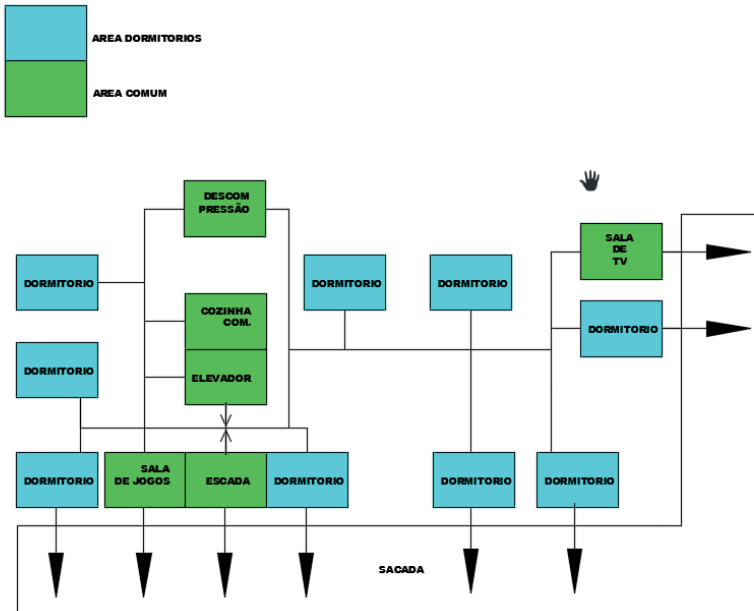 AREA DORMITORIOS
AREA COMUM
DESCOM
PRESSÃO
SALA
DE
TV
DORMITORIO
DORMITORIO
DORMITORIO
COZINHA
COM.
DORMITORIO
DORMITORIO
ELEVADOR
DORMITORIO
SALA
DE JOGOS
ESCADA
DORMITORIO
DORMITORIO
DORMITORIO
SACADA